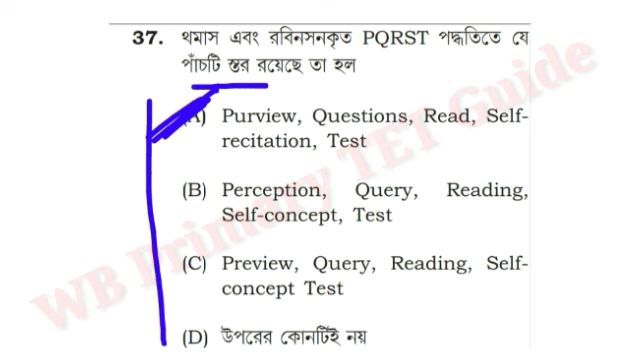 37. থমাস এবং রবিনসনকৃত PQRST পদ্ধতিতে যে
পাঁচটি স্তর রয়েছে তা হল
(A) Purview, Questions, Read, Self-
recitation, Test
(B) Perception, Query, Reading,
Self-concept, Test
(C) Preview, Query, Reading, Self-
concept Test
(D) উপরের কোনটিই নয়
WB Primary TET Guide